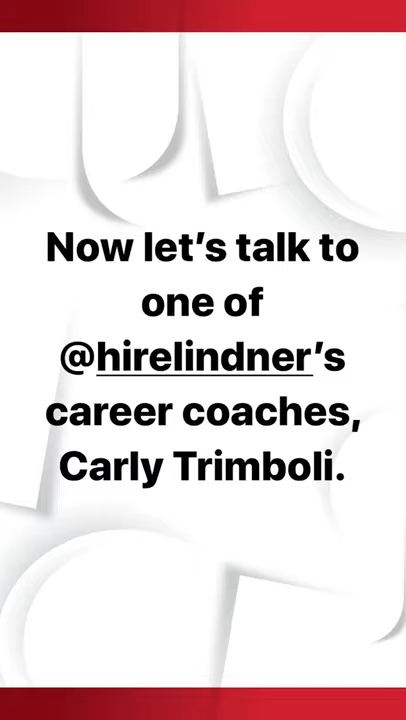 Now let’s talk to
one of
@hirelindner’s
career coaches,
Carly Trimboli.